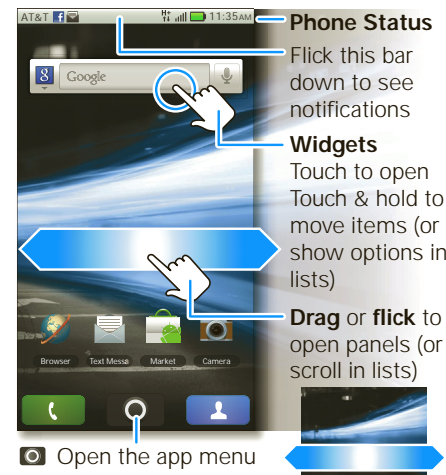 AT&T
H+
11:35AM
Phone Status
Flick this bar
down to see
notifications
8 Google
Widgets
Touch to open
Touch & hold to
move items (or
show options in
lists)
Drag or flick to
open panels (or
scroll in lists)
Browser
Text Messa
Market
Camera
Open the app menu